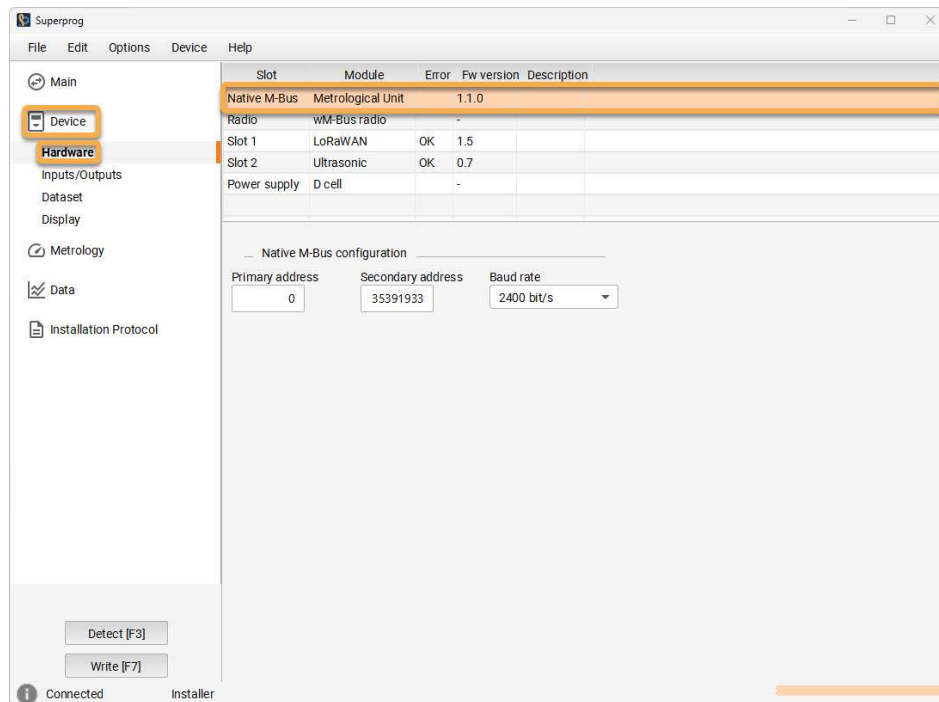 Superprog
File Edit Options Device Help
Main
Device
Hardware
Inputs/Outputs
Dataset
Display
Metrology
Data
Installation Protocol
Slot Module Error Fw version Description
Native M-Bus Metrological Unit 1.1.0
Radio wM-Bus radio -
Slot 1 LoRaWAN OK 1.5
Slot 2 Ultrasonic OK 0.7
Power supply D cell -
Native M-Bus configuration
Primary address Secondary address Baud rate
0 35391933 2400 bit/s
Detect [F3]
Write [F7]
Connected Installer